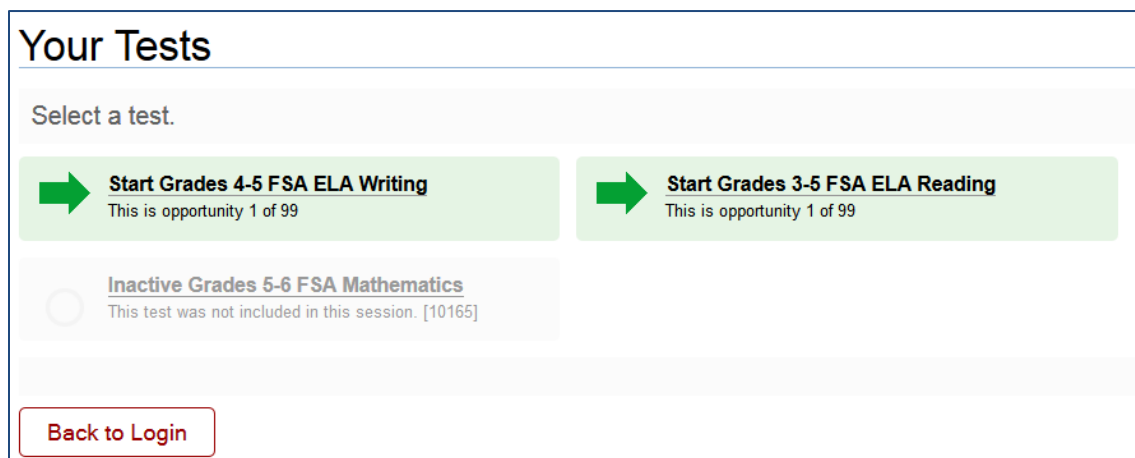 Your Tests
Select a test.
Start Grades 4-5 FSA ELA Writing
This is opportunity 1 of 99
Start Grades 3-5 FSA ELA Reading
This is opportunity 1 of 99
Inactive Grades 5-6 FSA Mathematics
This test was not included in this session. [10165]
Back to Login